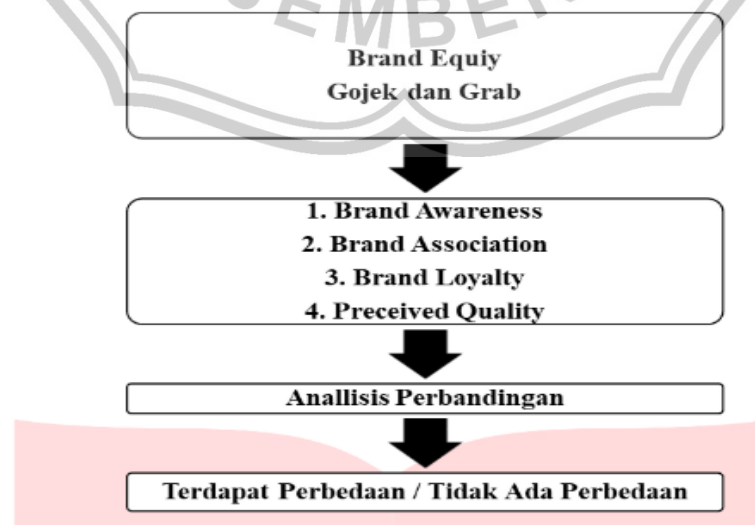 JEMBER
Brand Equiy
Gojek dan Grab
1. Brand Awareness
2. Brand Association
3. Brand Loyalty
4. Preceived Quality
Anallisis Perbandingan
Terdapat Perbedaan / Tidak Ada Perbedaan